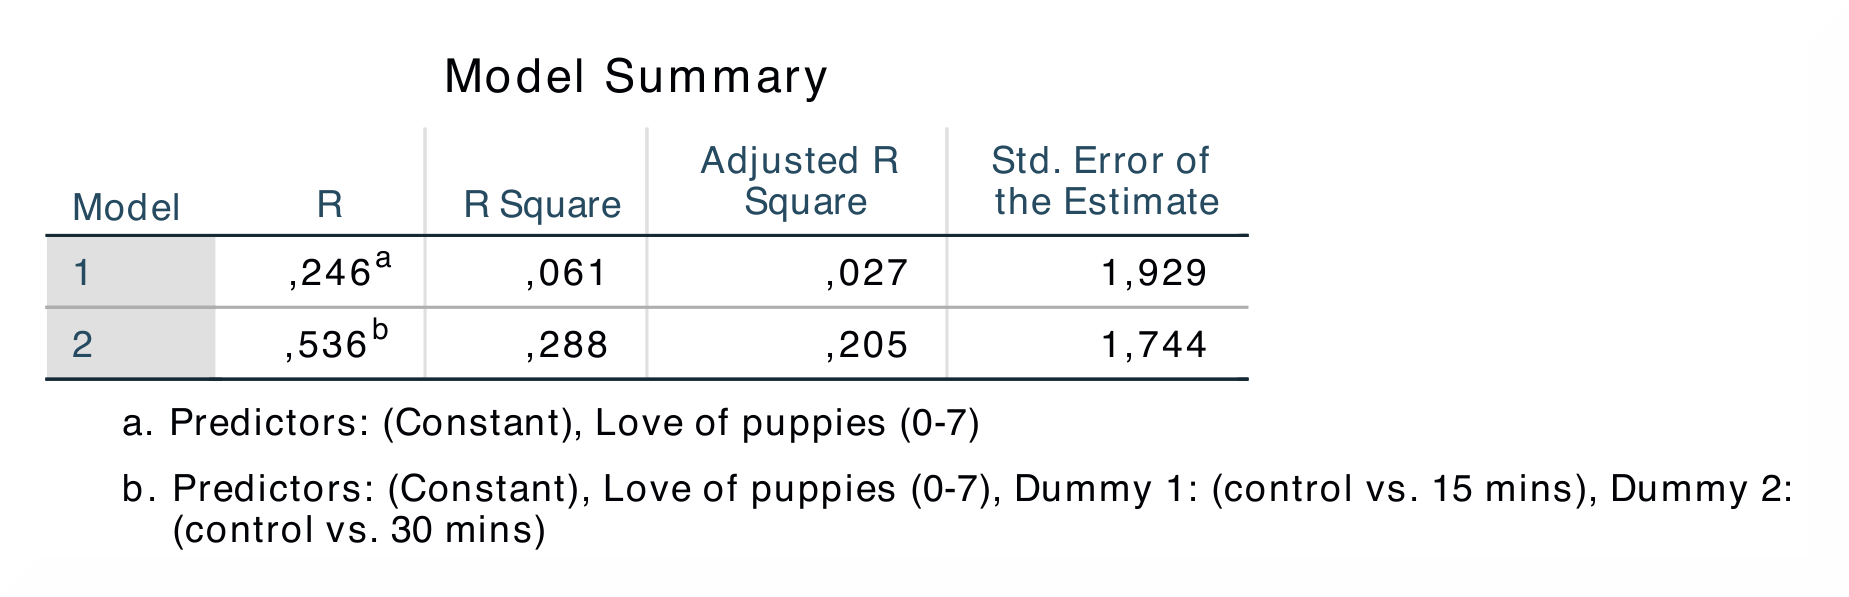 Model Summary
Model R R Square Adjusted R Square Std. Error of the Estimate
1 ,246a ,061 ,027 1,929
2 ,536b ,288 ,205 1,744
a. Predictors: (Constant), Love of puppies (0-7)
b. Predictors: (Constant), Love of puppies (0-7), Dummy 1: (control vs. 15 mins), Dummy 2:
(control vs. 30 mins)